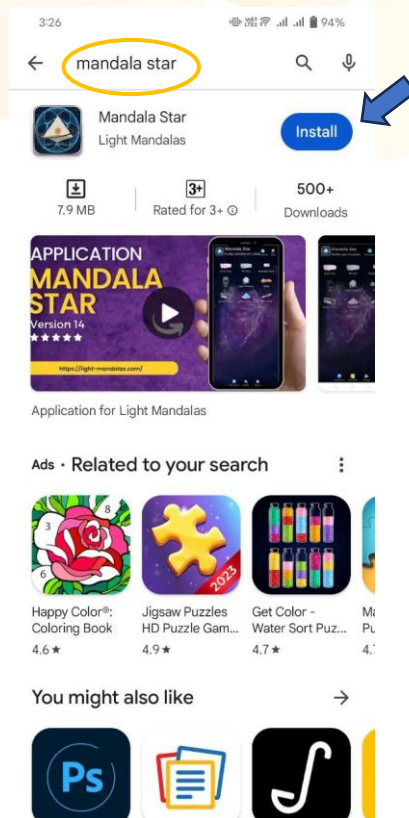 3:26
94%
mandala star
Mandala Star
Light Mandalas
Install
7.9 MB
3+
Rated for 3+
500+
Downloads
APPLICATION
MANDALA
STAR
Version 14
https://light-mandalas.com/
Application for Light Mandalas
Ads · Related to your search
3
8
6
2023
Happy Color®:
Coloring Book
4.6★
Jigsaw Puzzles
HD Puzzle Gam...
4.9★
Get Color -
Water Sort Puz...
4.7★
Ma
Pu
4.
You might also like
Ps